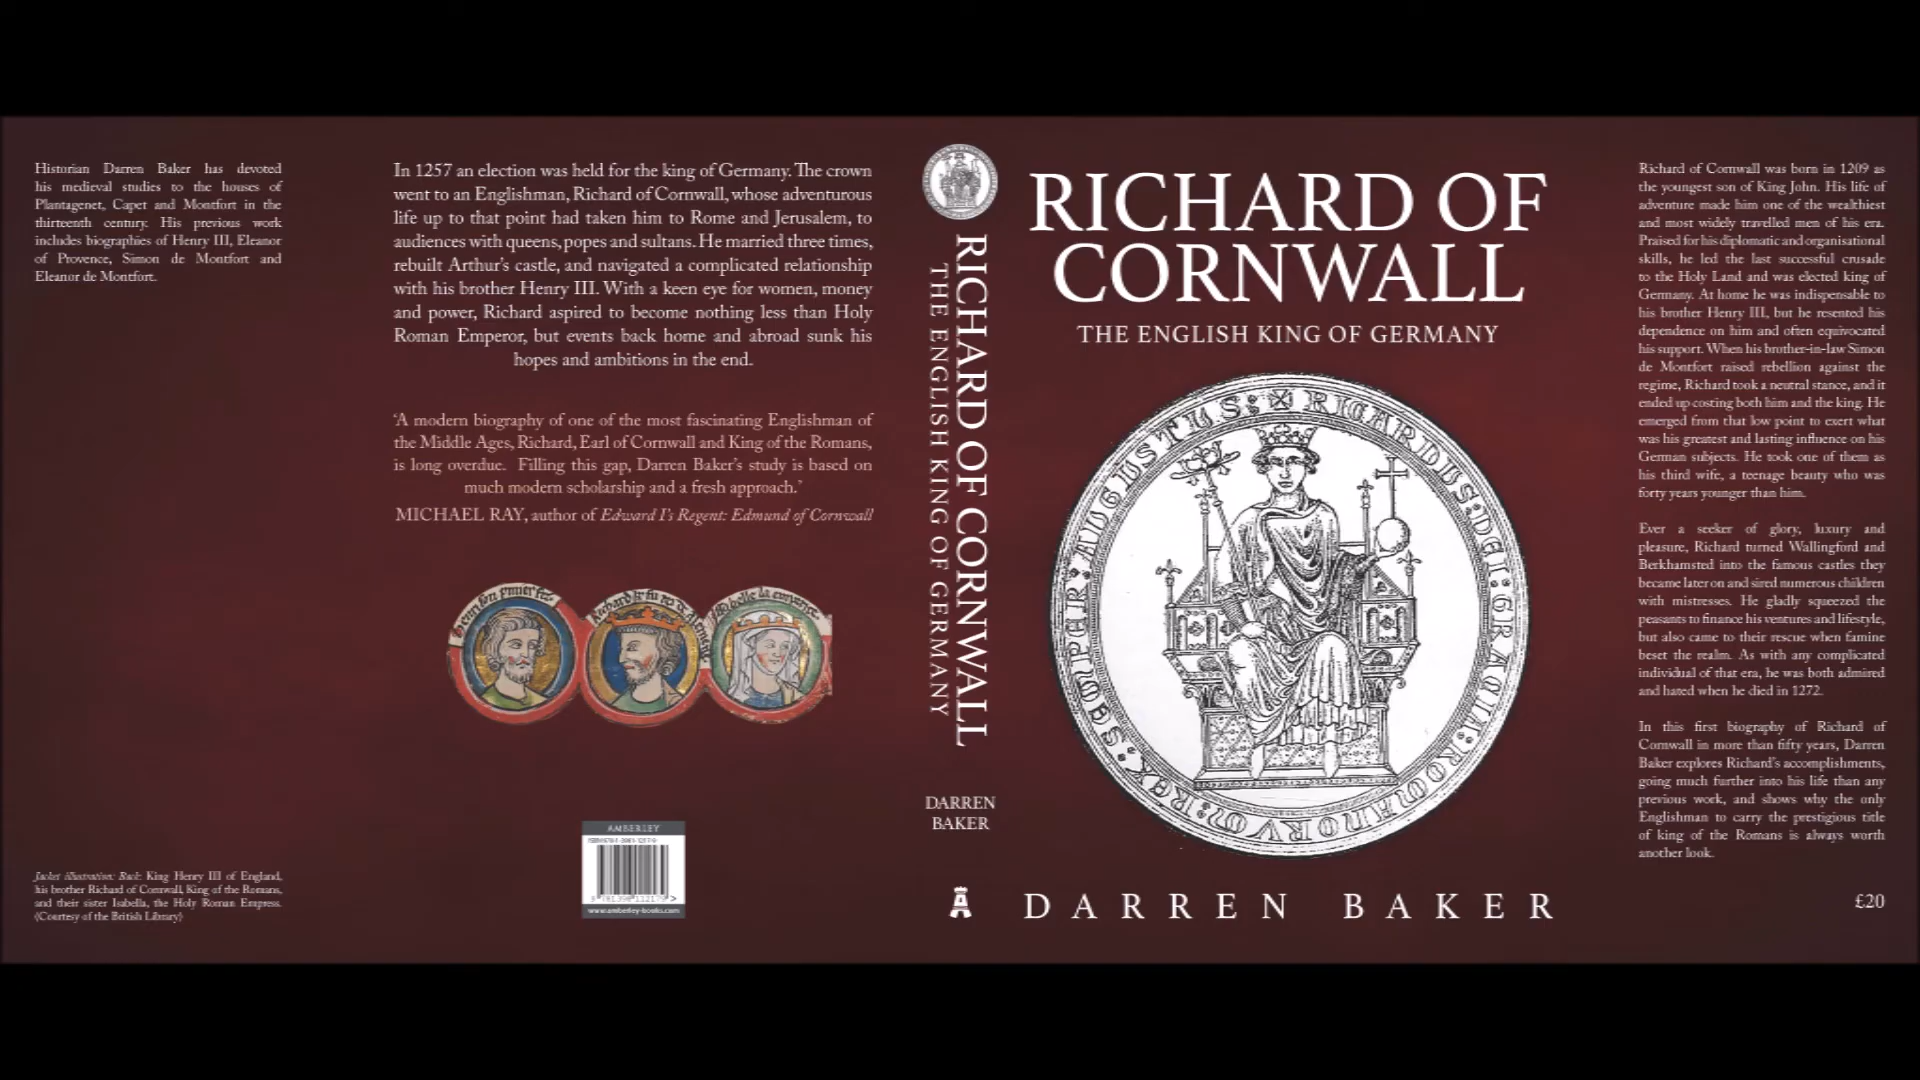 Historian Darren Baker has devoted
his medieval studies to the houses of
Plantagenet, Capet and Montfort in the
thirteenth century. His previous work
includes biographies of Henry III, Eleanor
of Provence, Simon de Montfort and
Eleanor de Montfort.
Jacket illustration: Back: King Henry III of England,
his brother Richard of Cornwall, King of the Romans,
and their sister Isabella, the Holy Roman Empress.
(Courtesy of the British Library)
In 1257 an election was held for the king of Germany. The crown
went to an Englishman, Richard of Cornwall, whose adventurous
life up to that point had taken him to Rome and Jerusalem, to
audiences with queens, popes and sultans. He married three times,
rebuilt Arthur's castle, and navigated a complicated relationship
with his brother Henry III. With a keen eye for women, money
and power, Richard aspired to become nothing less than Holy
Roman Emperor, but events back home and abroad sunk his
hopes and ambitions in the end.
'A modern biography of one of the most fascinating Englishman of
the Middle Ages, Richard, Earl of Cornwall and King of the Romans,
is long overdue. Filling this gap, Darren Baker's study is based on
much modern scholarship and a fresh approach.'
MICHAEL RAY, author of Edward I's Regent: Edmund of Cornwall
AMBERLEY
www.amberley-books.com
RICHARD OF CORNWALL
THE ENGLISH KING OF GERMANY
DARREN
BAKER
RICHARD OF
CORNWALL
THE ENGLISH KING OF GERMANY
RICARDUS:DEI:GRACIA:ROMANORVM:REX:SEMPER:AUGUSTUS:
DARREN BAKER
Richard of Cornwall was born in 1209 as
the youngest son of King John. His life of
adventure made him one of the wealthiest
and most widely travelled men of his era.
Praised for his diplomatic and organisational
skills, he led the last successful crusade
to the Holy Land and was elected king of
Germany. At home he was indispensable to
his brother Henry III, but he resented his
dependence on him and often equivocated
his support. When his brother-in-law Simon
de Montfort raised rebellion against the
regime, Richard took a neutral stance, and it
ended up costing both him and the king. He
emerged from that low point to exert what
was his greatest and lasting influence on his
German subjects. He took one of them as
his third wife, a teenage beauty who was
forty years younger than him.
Ever a seeker of glory, luxury and
pleasure, Richard turned Wallingford and
Berkhamsted into the famous castles they
became later on and sired numerous children
with mistresses. He gladly squeezed the
peasants to finance his ventures and lifestyle,
but also came to their rescue when famine
beset the realm. As with any complicated
individual of that era, he was both admired
and hated when he died in 1272.
In this first biography of Richard of
Cornwall in more than fifty years, Darren
Baker explores Richard's accomplishments,
going much further into his life than any
previous work, and shows why the only
Englishman to carry the prestigious title
of king of the Romans is always worth
another look.
£20